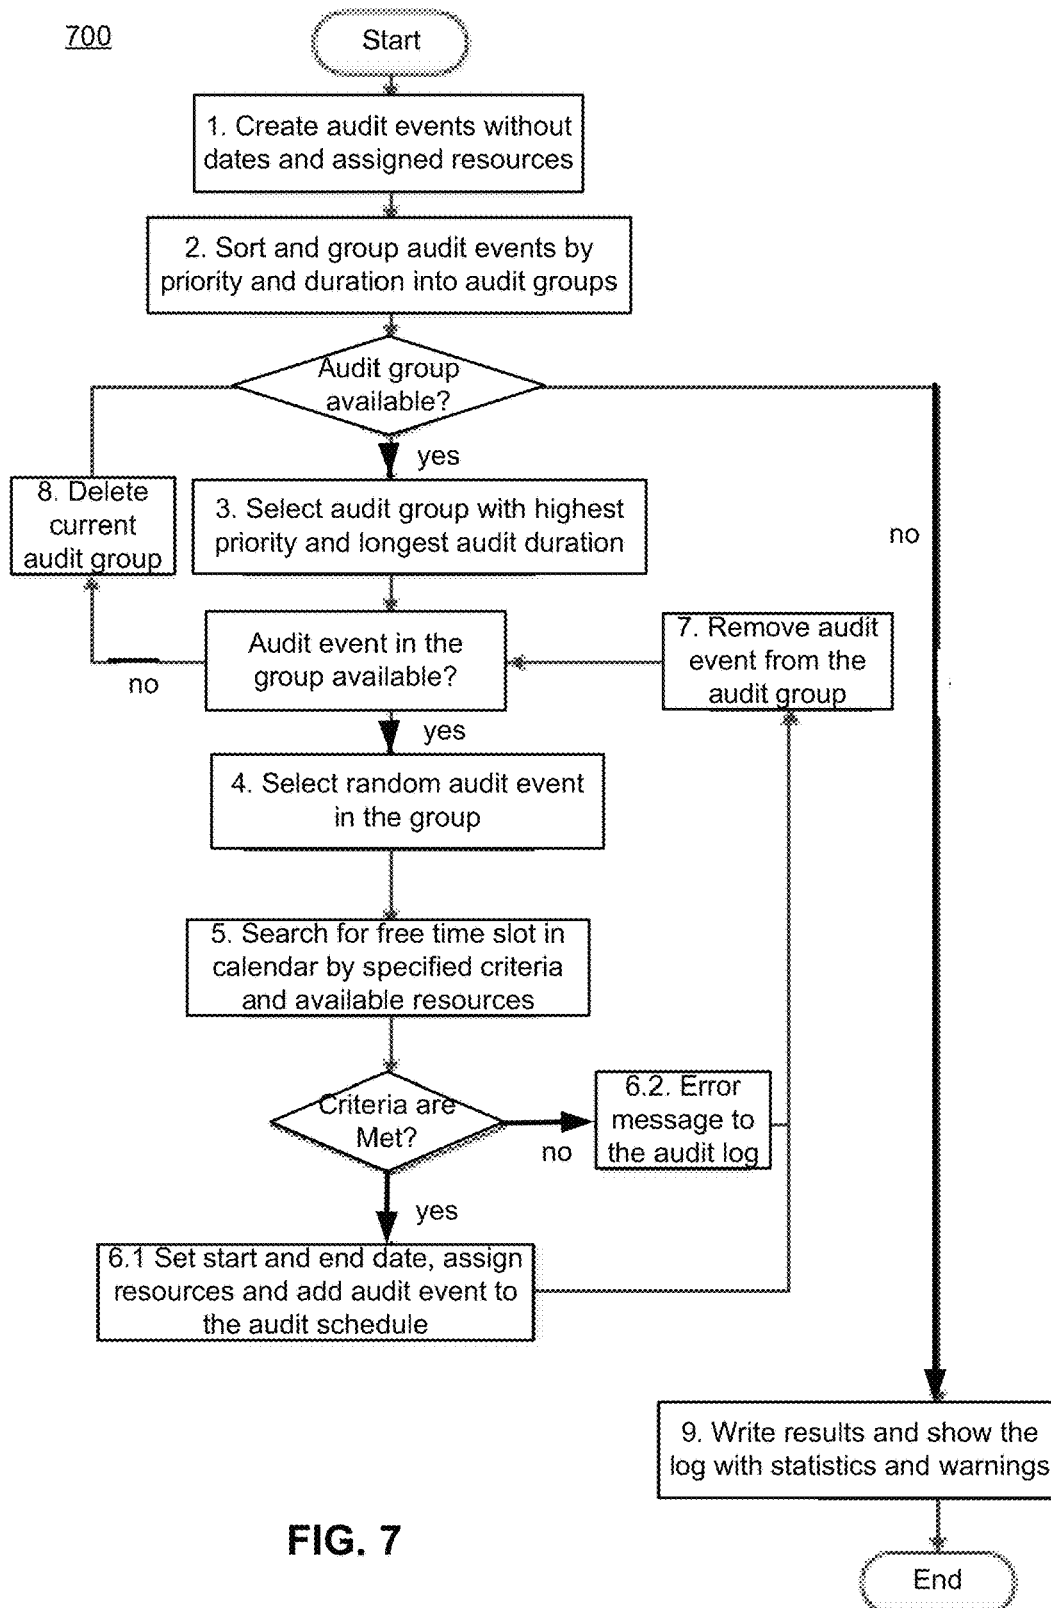 700
Start
1. Create audit events without
dates and assigned resources
2. Sort and group audit events by
priority and duration into audit groups
Audit group
available?
yes
8. Delete
current
audit group
3. Select audit group with highest
priority and longest audit duration
no
Audit event in the
group available?
7. Remove audit
event from the
audit group
no
yes
4. Select random audit event
in the group
5. Search for free time slot in
calendar by specified criteria
and available resources
Criteria are
Met?
no
6.2. Error
message to
the audit log
yes
6.1 Set start and end date, assign
resources and add audit event to
the audit schedule
9. Write results and show the
log with statistics and warnings
End
FIG. 7